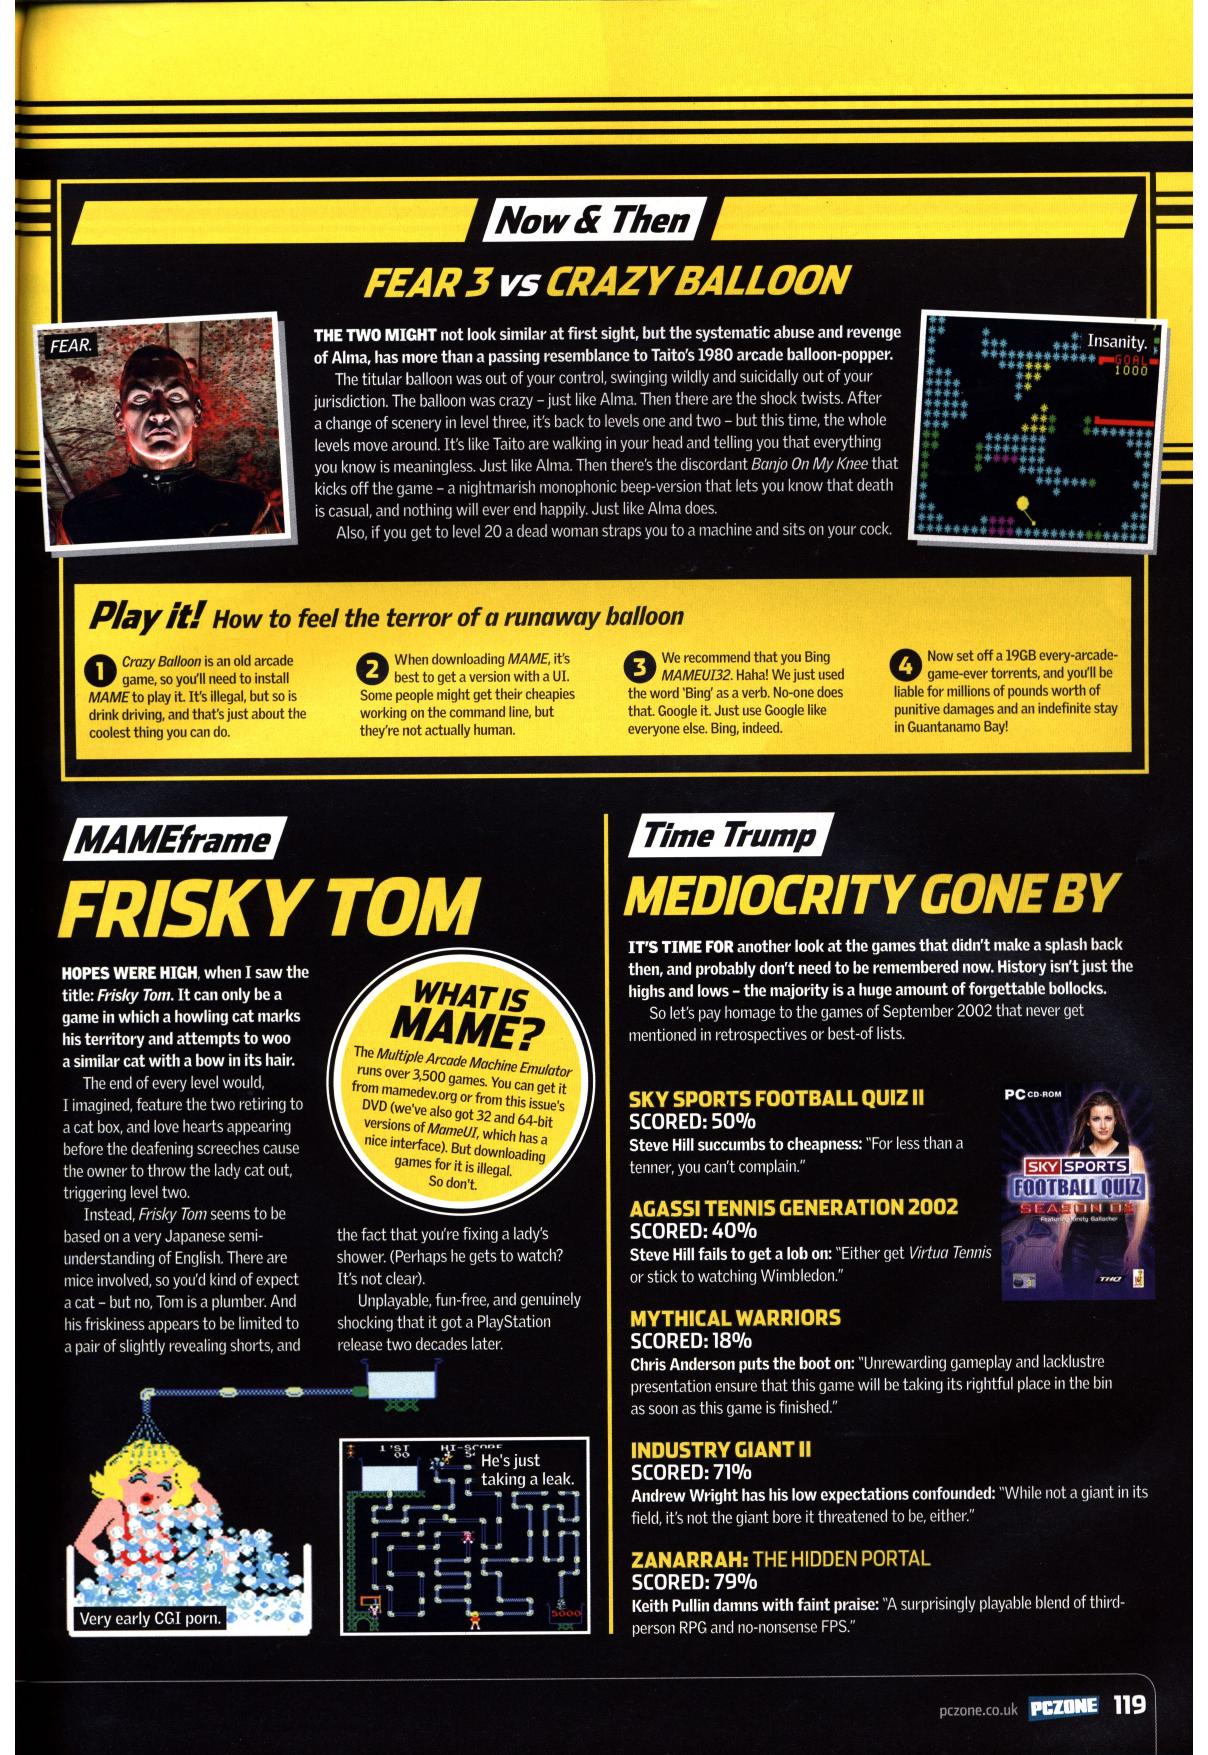 Now & Then
FEAR 3 vs CRAZY BALLOON
FEAR.
THE TWO MIGHT not look similar at first sight, but the systematic abuse and revenge
of Alma, has more than a passing resemblance to Taito's 1980 arcade balloon-popper.
The titular balloon was out of your control, swinging wildly and suicidally out of your
jurisdiction. The balloon was crazy – just like Alma. Then there are the shock twists. After
a change of scenery in level three, it's back to levels one and two – but this time, the whole
levels move around. It's like Taito are walking in your head and telling you that everything
you know is meaningless. Just like Alma. Then there's the discordant Banjo On My Knee that
kicks off the game – a nightmarish monophonic beep-version that lets you know that death
is casual, and nothing will ever end happily. Just like Alma does.
Also, if you get to level 20 a dead woman straps you to a machine and sits on your cock.
Insanity.
GOAL
1000
Play it! How to feel the terror of a runaway balloon
1 Crazy Balloon is an old arcade
game, so you'll need to install
MAME to play it. It's illegal, but so is
drink driving, and that's just about the
coolest thing you can do.
2 When downloading MAME, it's
best to get a version with a UI.
Some people might get their cheapies
working on the command line, but
they're not actually human.
3 We recommend that you Bing
MAMEUI32. Haha! We just used
the word 'Bing' as a verb. No-one does
that. Google it. Just use Google like
everyone else. Bing, indeed.
4 Now set off a 19GB every-arcade-
game-ever torrents, and you'll be
liable for millions of pounds worth of
punitive damages and an indefinite stay
in Guantanamo Bay!
MAMEframe
FRISKY TOM
HOPES WERE HIGH, when I saw the
title: Frisky Tom. It can only be a
game in which a howling cat marks
his territory and attempts to woo
a similar cat with a bow in its hair.
The end of every level would,
I imagined, feature the two retiring to
a cat box, and love hearts appearing
before the deafening screeches cause
the owner to throw the lady cat out,
triggering level two.
Instead, Frisky Tom seems to be
based on a very Japanese semi-
understanding of English. There are
mice involved, so you'd kind of expect
a cat – but no, Tom is a plumber. And
his friskiness appears to be limited to
a pair of slightly revealing shorts, and
WHAT IS
MAME?
The Multiple Arcade Machine Emulator
runs over 3,500 games. You can get it
from mamedev.org or from this issue's
DVD (we've also got 32 and 64-bit
versions of MameUI, which has a
nice interface). But downloading
games for it is illegal.
So don't.
the fact that you're fixing a lady's
shower. (Perhaps he gets to watch?
It's not clear).
Unplayable, fun-free, and genuinely
shocking that it got a PlayStation
release two decades later.
Very early CGI porn.
1'ST
00
HI-SCORE
He's just
taking a leak.
5000
Time Trump
MEDIOCRITY GONE BY
IT'S TIME FOR another look at the games that didn't make a splash back
then, and probably don't need to be remembered now. History isn't just the
highs and lows – the majority is a huge amount of forgettable bollocks.
So let's pay homage to the games of September 2002 that never get
mentioned in retrospectives or best-of lists.
SKY SPORTS FOOTBALL QUIZ II
SCORED: 50%
Steve Hill succumbs to cheapness: "For less than a
tenner, you can't complain."
AGASSI TENNIS GENERATION 2002
SCORED: 40%
Steve Hill fails to get a lob on: "Either get Virtua Tennis
or stick to watching Wimbledon."
PC CD-ROM
SKY SPORTS
FOOTBALL QUIZ
SEASON 02
Featuring Kirsty Gallacher
THQ
MYTHICAL WARRIORS
SCORED: 18%
Chris Anderson puts the boot on: "Unrewarding gameplay and lacklustre
presentation ensure that this game will be taking its rightful place in the bin
as soon as this game is finished."
INDUSTRY GIANT II
SCORED: 71%
Andrew Wright has his low expectations confounded: "While not a giant in its
field, it's not the giant bore it threatened to be, either."
ZANARRAH: THE HIDDEN PORTAL
SCORED: 79%
Keith Pullin damns with faint praise: "A surprisingly playable blend of third-
person RPG and no-nonsense FPS."
pczone.co.uk PCZONE 119